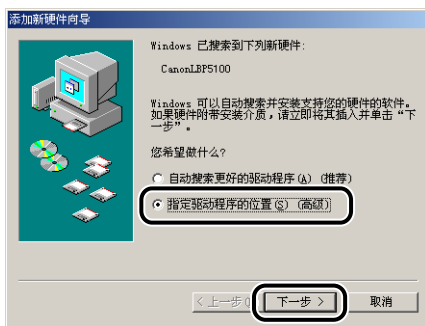 添加新硬件向导
Windows 已搜索到下列新硬件:
CanonLBP5100
Windows 可以自动搜索并安装支持您的硬件的软件。
如果硬件附带安装介质，请立即将其插入并单击“下
一步”。
您希望做什么?
自动搜索更好的驱动程序(A) (推荐)
指定驱动程序的位置(S) (高级)
< 上一步
下一步 >
取消